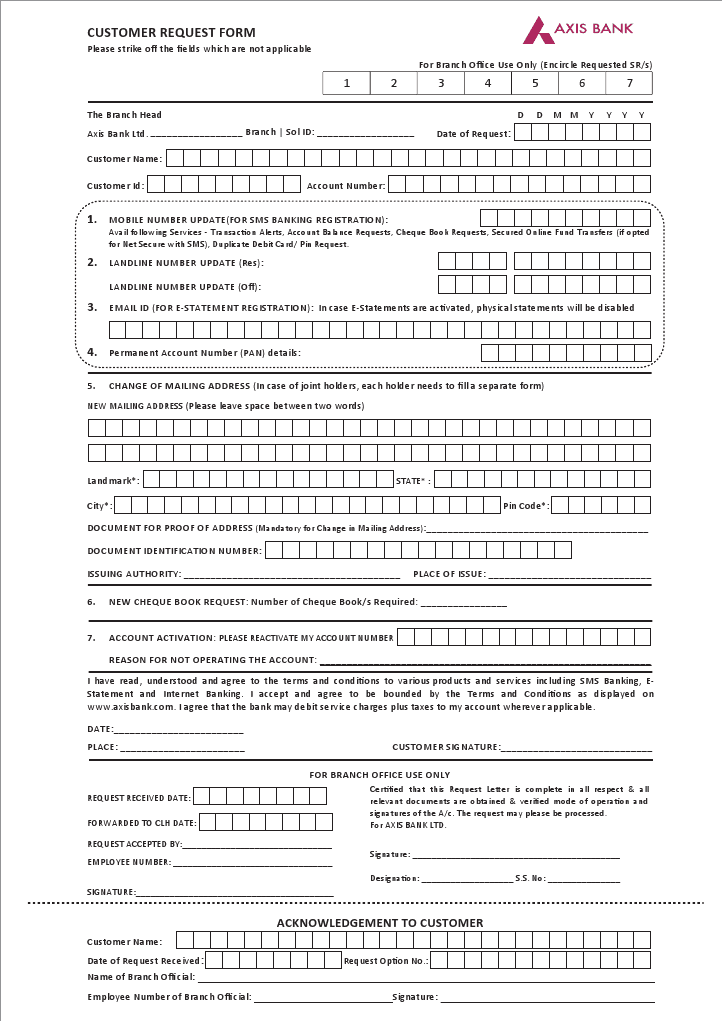 CUSTOMER REQUEST FORM
AXIS BANK
Please strike off the fields which are not applicable
For Branch Office Use Only (Encircle Requested SR/s)
1 2 3 4 5 6 7
The Branch Head
D D M M Y Y Y Y
Axis Bank Ltd. _________________ Branch | Sol ID: __________________ Date of Request:
Customer Name:
Customer Id: Account Number:
1. MOBILE NUMBER UPDATE(FOR SMS BANKING REGISTRATION):
Avail following Services - Transaction Alerts, Account Balance Requests, Cheque Book Requests, Secured Online Fund Transfers (if opted
for Net Secure with SMS), Duplicate Debit Card/ Pin Request.
2. LANDLINE NUMBER UPDATE (Res):
LANDLINE NUMBER UPDATE (Off):
3. EMAIL ID (FOR E-STATEMENT REGISTRATION): In case E-Statements are activated, physical statements will be disabled
4. Permanent Account Number (PAN) details:
5. CHANGE OF MAILING ADDRESS (In case of joint holders, each holder needs to fill a separate form)
NEW MAILING ADDRESS (Please leave space between two words)
Landmark*: STATE* :
City*: Pin Code*:
DOCUMENT FOR PROOF OF ADDRESS (Mandatory for Change in Mailing Address):________________________________________
DOCUMENT IDENTIFICATION NUMBER:
ISSUING AUTHORITY: ________________________________________ PLACE OF ISSUE: ______________________________
6. NEW CHEQUE BOOK REQUEST: Number of Cheque Book/s Required: ________________
7. ACCOUNT ACTIVATION: PLEASE REACTIVATE MY ACCOUNT NUMBER
REASON FOR NOT OPERATING THE ACCOUNT: ____________________________________________________________
I have read, understood and agree to the terms and conditions to various products and services including SMS Banking, E-
Statement and Internet Banking. I accept and agree to be bounded by the Terms and Conditions as displayed on
www.axisbank.com. I agree that the bank may debit service charges plus taxes to my account wherever applicable.
DATE:________________________
PLACE: _______________________ CUSTOMER SIGNATURE:____________________________
FOR BRANCH OFFICE USE ONLY
REQUEST RECEIVED DATE:
FORWARDED TO CLH DATE:
REQUEST ACCEPTED BY:____________________________
EMPLOYEE NUMBER: ______________________________
SIGNATURE:_____________________________________
Certified that this Request Letter is complete in all respect & all
relevant documents are obtained & verified mode of operation and
signatures of the A/c. The request may please be processed.
For AXIS BANK LTD.
Signature: ________________________________________
Designation: __________________ S.S. No: ______________
ACKNOWLEDGEMENT TO CUSTOMER
Customer Name:
Date of Request Received: Request Option No.:
Name of Branch Official: ____________________________________________________________
Employee Number of Branch Official: _________________________Signature: _______________________________________